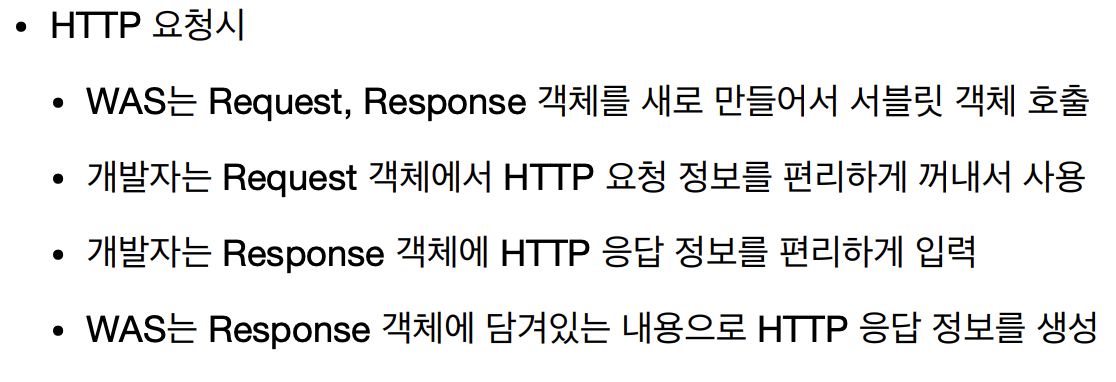 • HTTP 요청시
• WAS는 Request, Response 객체를 새로 만들어서 서블릿 객체 호출
• 개발자는 Request 객체에서 HTTP 요청 정보를 편리하게 꺼내서 사용
• 개발자는 Response 객체에 HTTP 응답 정보를 편리하게 입력
• WAS는 Response 객체에 담겨있는 내용으로 HTTP 응답 정보를 생성